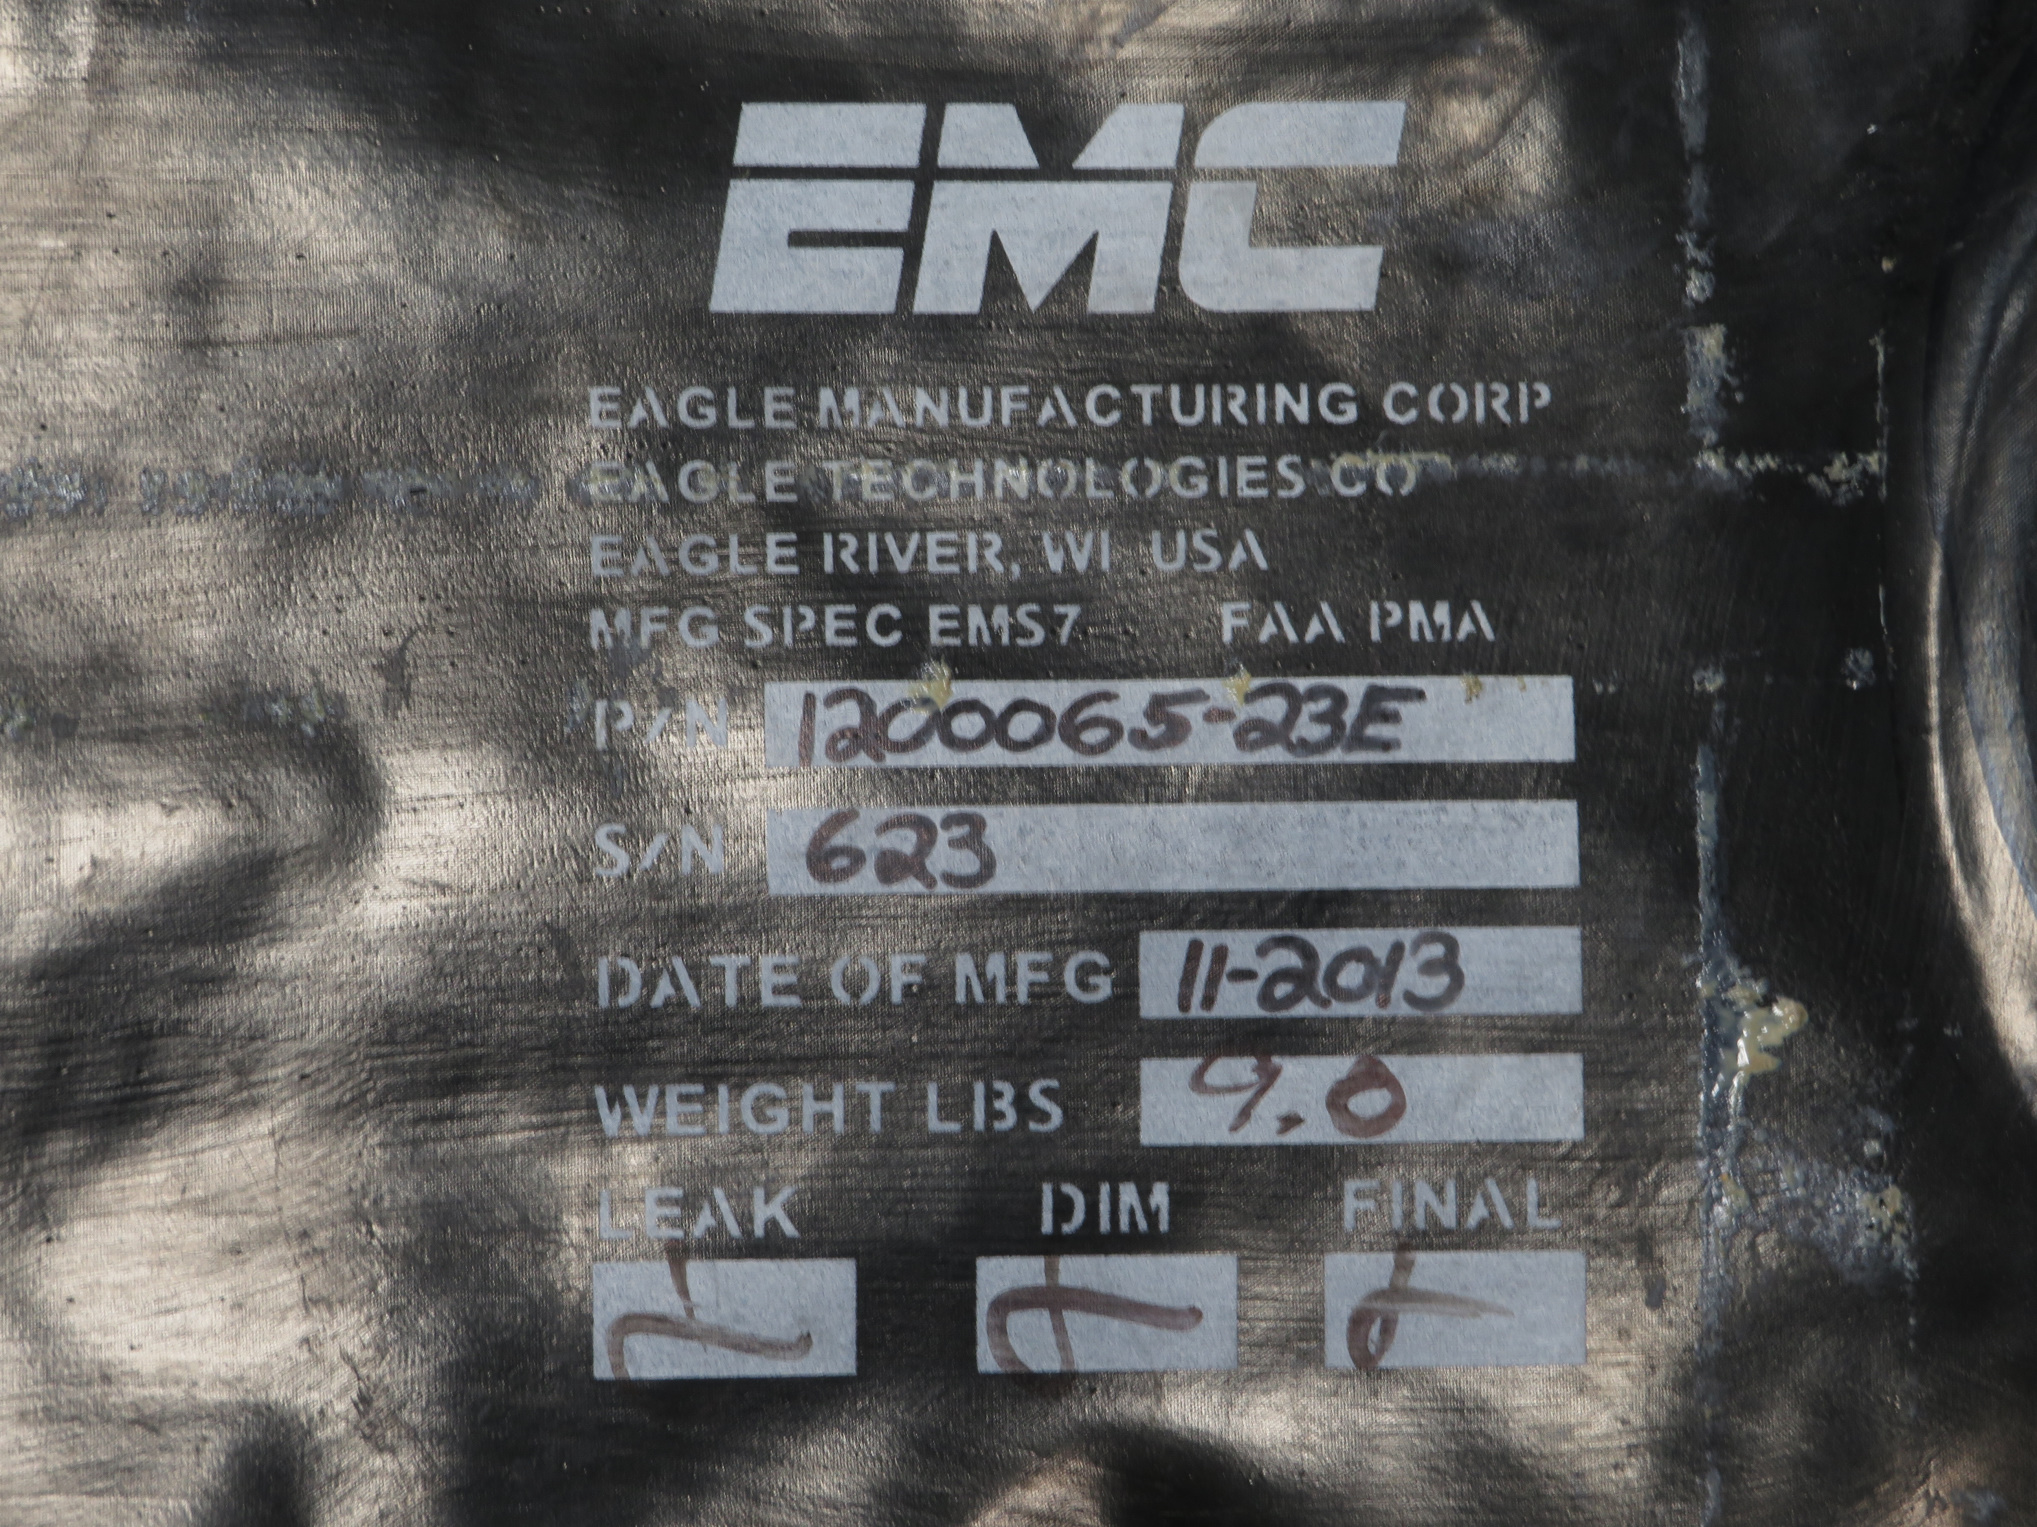 EMC
EAGLE MANUFACTURING CORP
EAGLE TECHNOLOGIES CO
EAGLE RIVER, WI USA
MFG SPEC EMS7 FAA PMA
P/N 1200065-23E
S/N 623
DATE OF MFG 11-2013
WEIGHT LBS 9.0
LEAK DIM FINAL